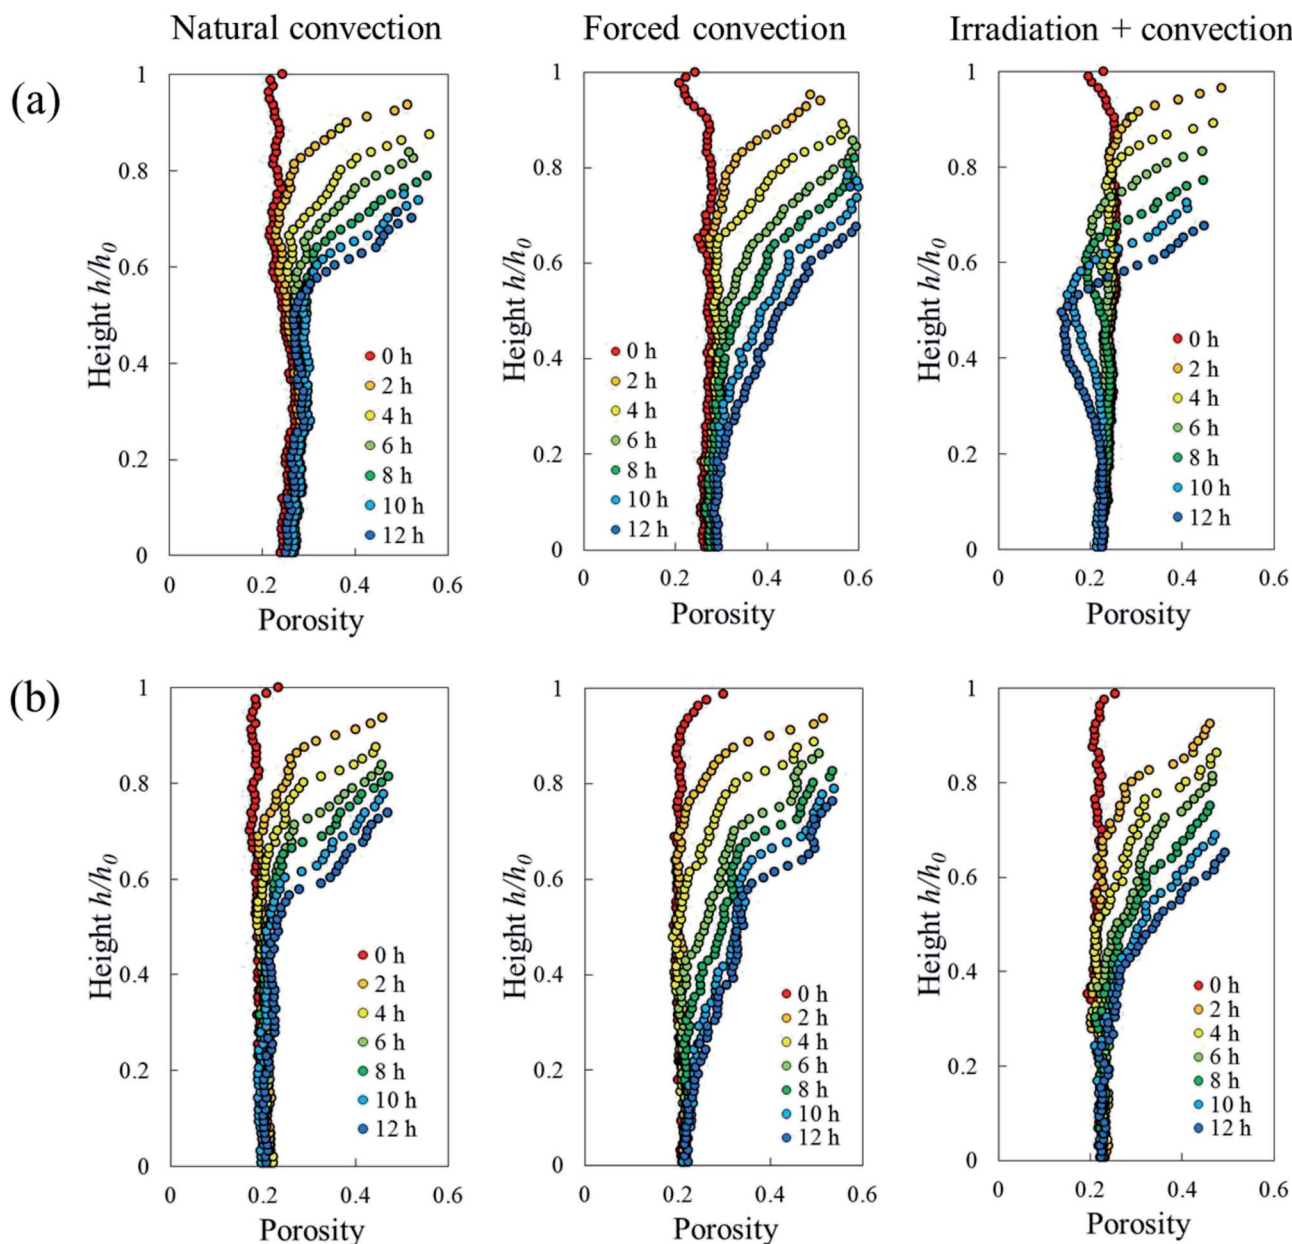 Natural convection
Forced convection
Irradiation + convection
(a)
1
0.8
0.6
0.4
0.2
0
Height h/h0
0 h
2 h
4 h
6 h
8 h
10 h
12 h
0
0.2
0.4
0.6
Porosity
1
0.8
0.6
0.4
0.2
0
Height h/h0
0 h
2 h
4 h
6 h
8 h
10 h
12 h
0
0.2
0.4
0.6
Porosity
1
0.8
0.6
0.4
0.2
0
Height h/h0
0 h
2 h
4 h
6 h
8 h
10 h
12 h
0
0.2
0.4
0.6
Porosity
(b)
1
0.8
0.6
0.4
0.2
0
Height h/h0
0 h
2 h
4 h
6 h
8 h
10 h
12 h
0
0.2
0.4
0.6
Porosity
1
0.8
0.6
0.4
0.2
0
Height h/h0
0 h
2 h
4 h
6 h
8 h
10 h
12 h
0
0.2
0.4
0.6
Porosity
1
0.8
0.6
0.4
0.2
0
Height h/h0
0 h
2 h
4 h
6 h
8 h
10 h
12 h
0
0.2
0.4
0.6
Porosity